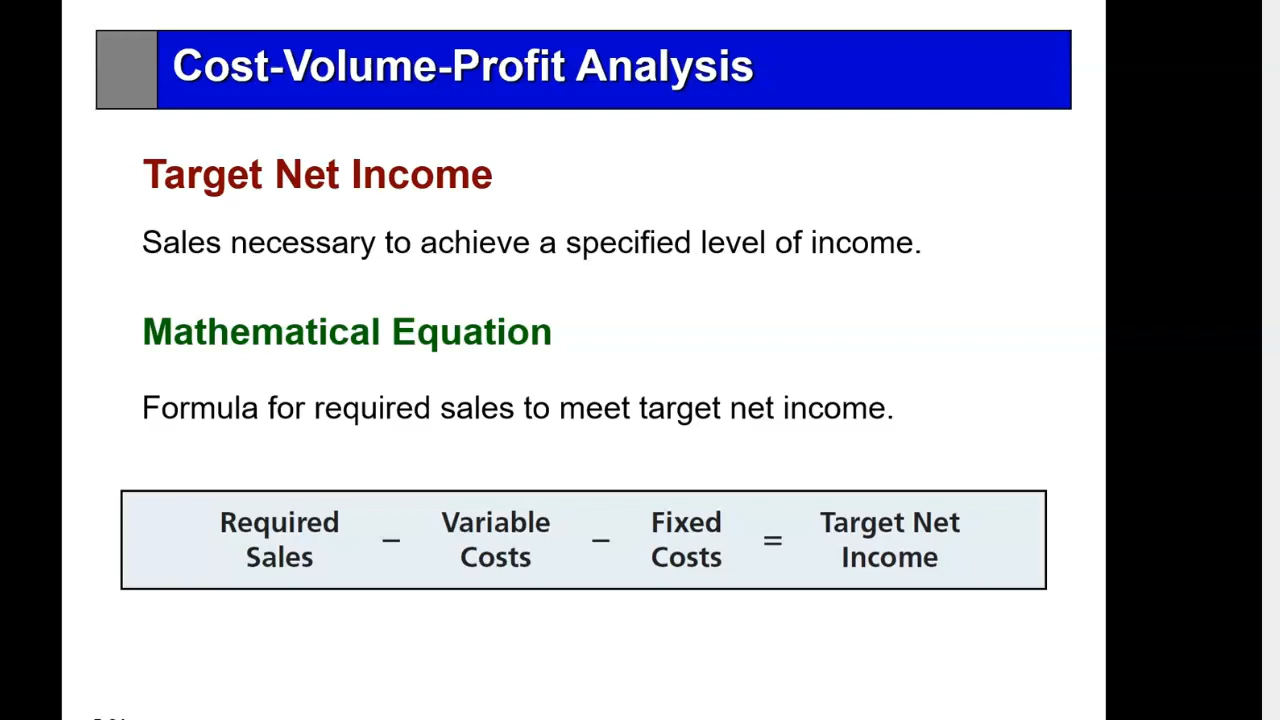 Cost-Volume-Profit Analysis
Target Net Income
Sales necessary to achieve a specified level of income.
Mathematical Equation
Formula for required sales to meet target net income.
Required Sales – Variable Costs – Fixed Costs = Target Net Income